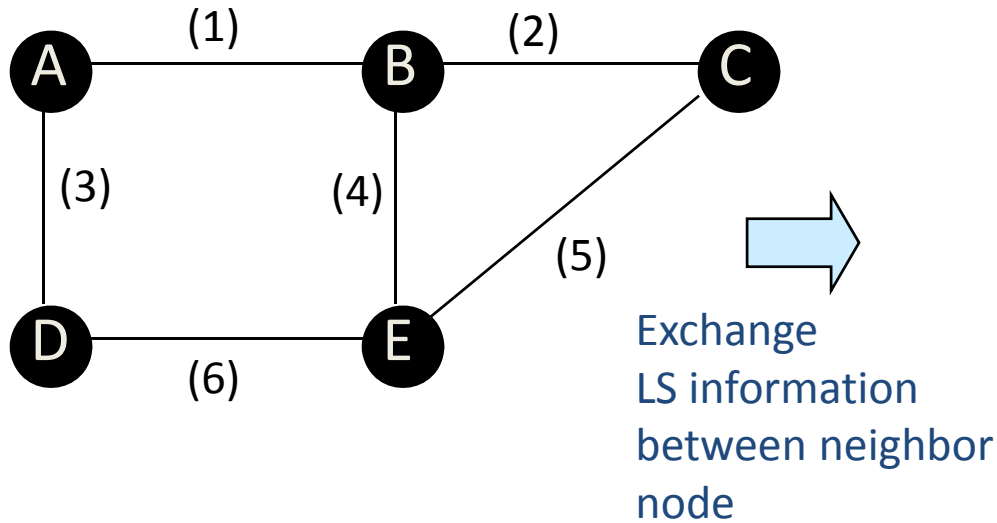 (1)
(2)
A
B
C
(3)
(4)
(5)
D
E
(6)
Exchange
LS information
between neighbor
node